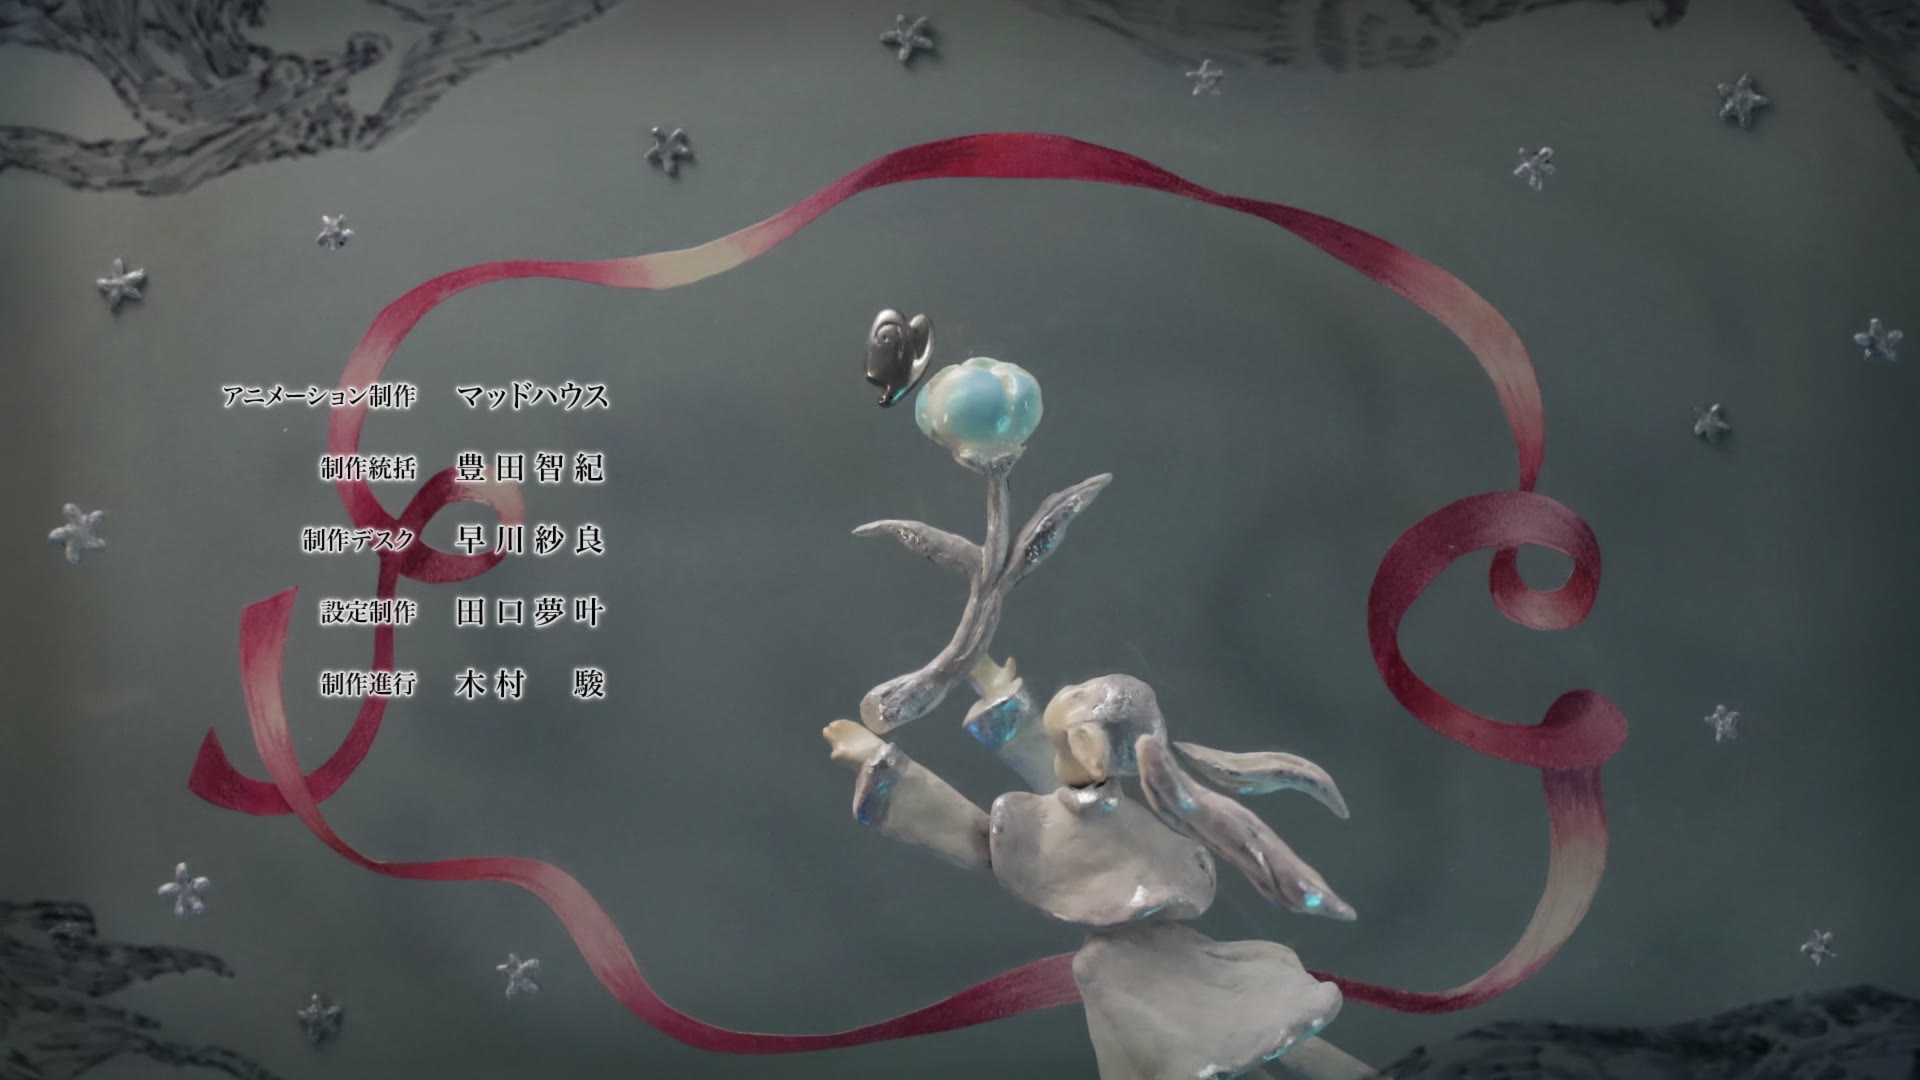 アニメーション制作 マッドハウス
制作統括 豊田智紀
制作デスク 早川紗良
設定制作 田口夢叶
制作進行 木村 駿